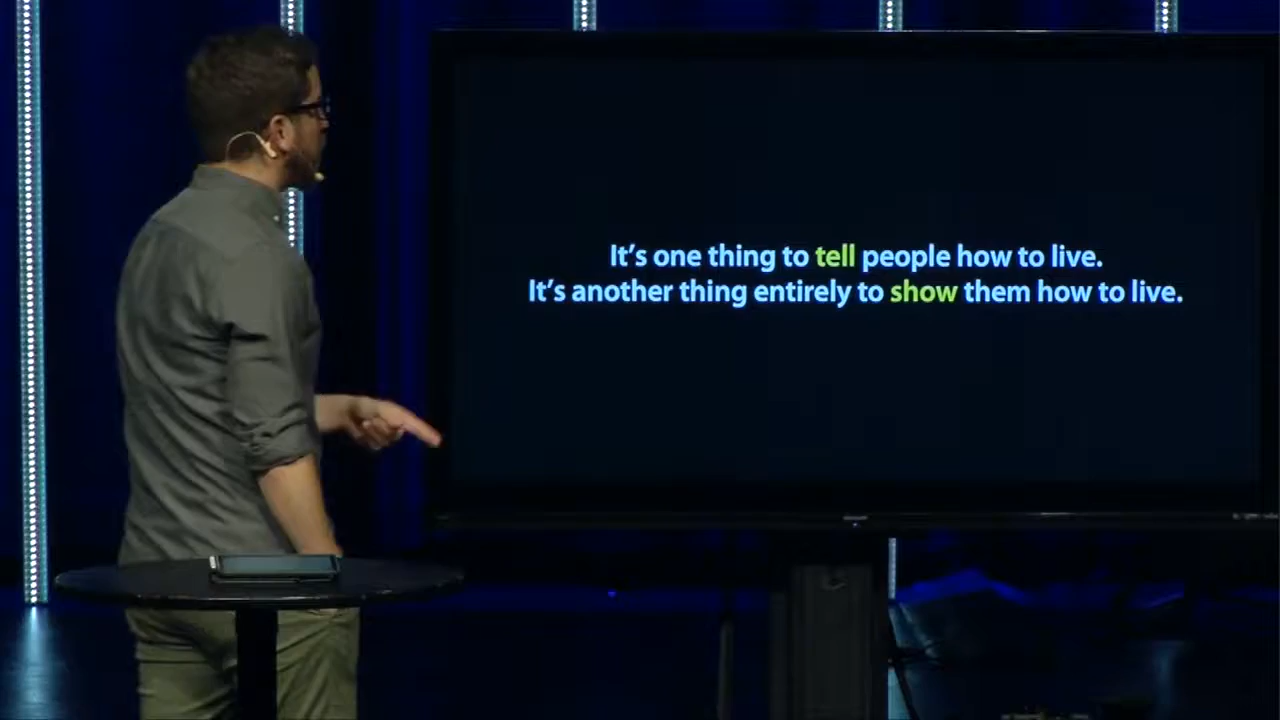 It’s one thing to tell people how to live.
It’s another thing entirely to show them how to live.